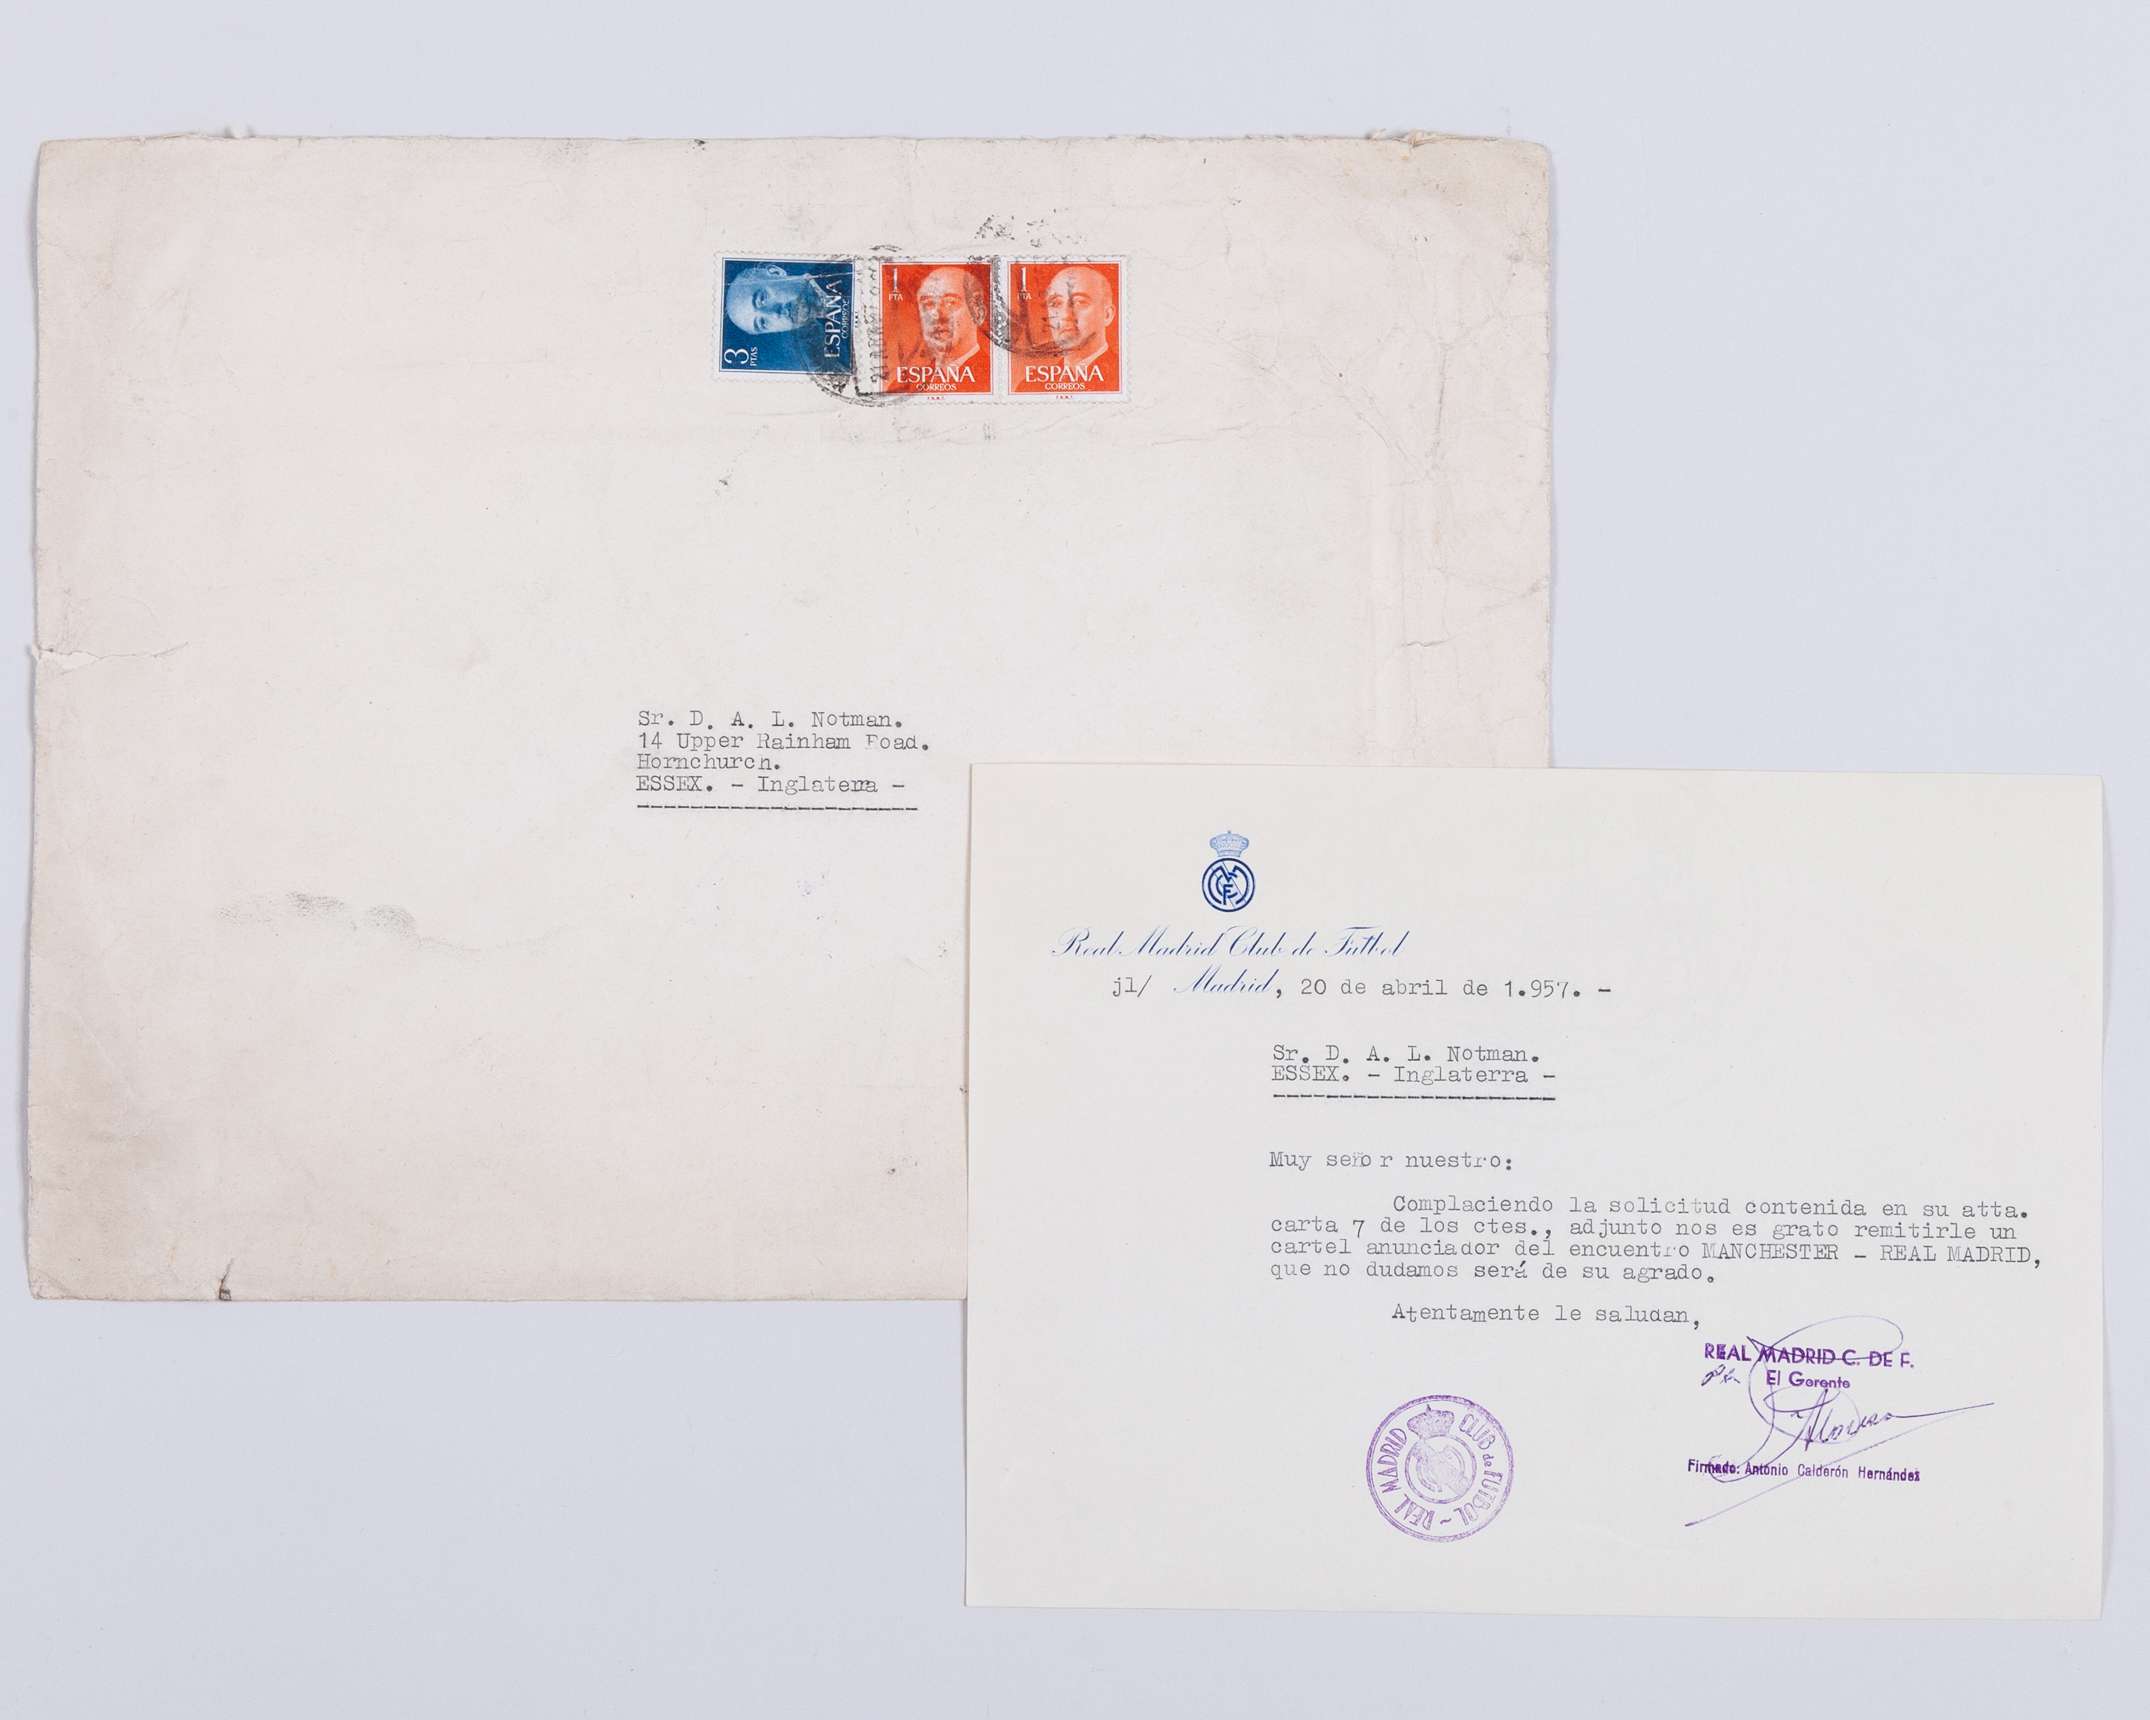 3 PTAS
ESPAÑA
CORREOS
1 PTA
ESPAÑA
CORREOS
F.N.M.T.
1 PTA
ESPAÑA
CORREOS
F.N.M.T.
Sr. D. A. L. Notman.
14 Upper Rainham Road.
Hornchurch.
ESSEX. - Inglaterra -
Real Madrid Club de Futbol
jl/ Madrid, 20 de abril de 1.957. -
Sr. D. A. L. Notman.
ESSEX. - Inglaterra -
Muy señor nuestro:
Complaciendo la solicitud contenida en su atta.
carta 7 de los ctes., adjunto nos es grato remitirle un
cartel anunciador del encuentro MANCHESTER - REAL MADRID,
que no dudamos será de su agrado.
Atentamente le saludan,
REAL MADRID C. DE F.
El Gerente
Firmado: Antonio Calderón Hernández
REAL MADRID CLUB de FUTBOL ~